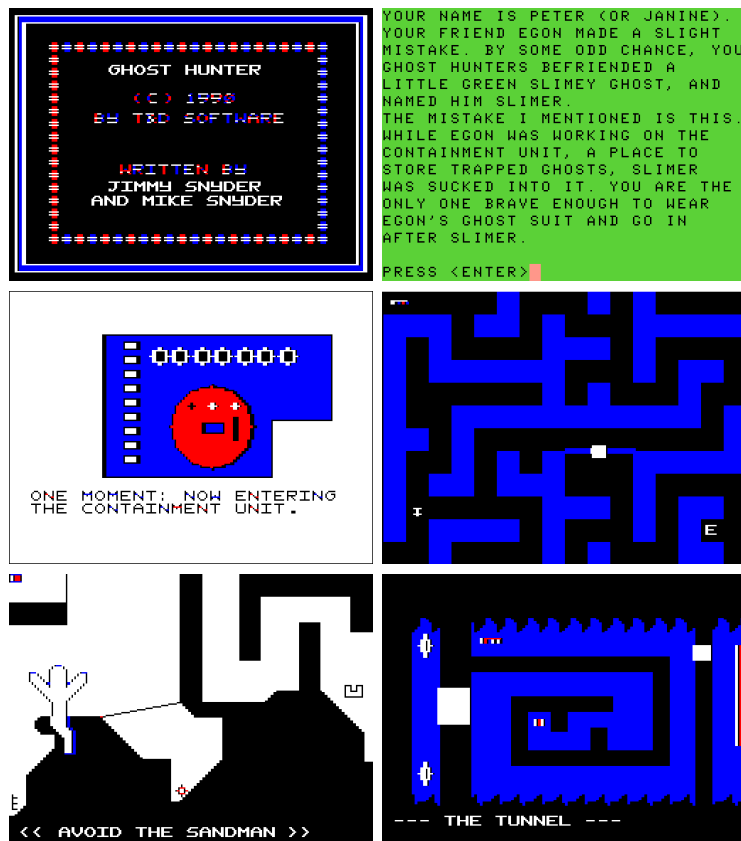 GHOST HUNTER
(C) 1990
BY T&D SOFTWARE
WRITTEN BY
JIMMY SNYDER
AND MIKE SNYDER
YOUR NAME IS PETER (OR JANINE).
YOUR FRIEND EGON MADE A SLIGHT
MISTAKE. BY SOME ODD CHANCE, YOU
GHOST HUNTERS BEFRIENDED A
LITTLE GREEN SLIMEY GHOST, AND
NAMED HIM SLIMER.
THE MISTAKE I MENTIONED IS THIS.
WHILE EGON WAS WORKING ON THE
CONTAINMENT UNIT, A PLACE TO
STORE TRAPPED GHOSTS, SLIMER
WAS SUCKED INTO IT. YOU ARE THE
ONLY ONE BRAVE ENOUGH TO WEAR
EGON'S GHOST SUIT AND GO IN
AFTER SLIMER.
PRESS <ENTER>
ONE MOMENT: NOW ENTERING
THE CONTAINMENT UNIT.
E
<< AVOID THE SANDMAN >>
--- THE TUNNEL ---